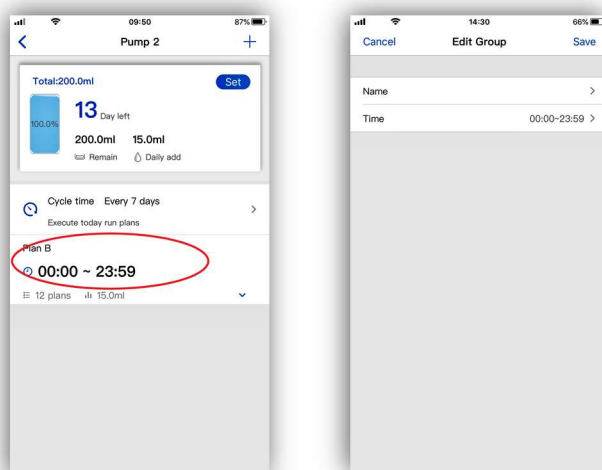 09:50
87%
Pump 2
Total:200.0ml
Set
100.0%
13 Day left
200.0ml 15.0ml
Remain Daily add
Cycle time Every 7 days
Execute today run plans
Plan B
00:00 ~ 23:59
12 plans 15.0ml
14:30
66%
Cancel Edit Group Save
Name
Time 00:00~23:59